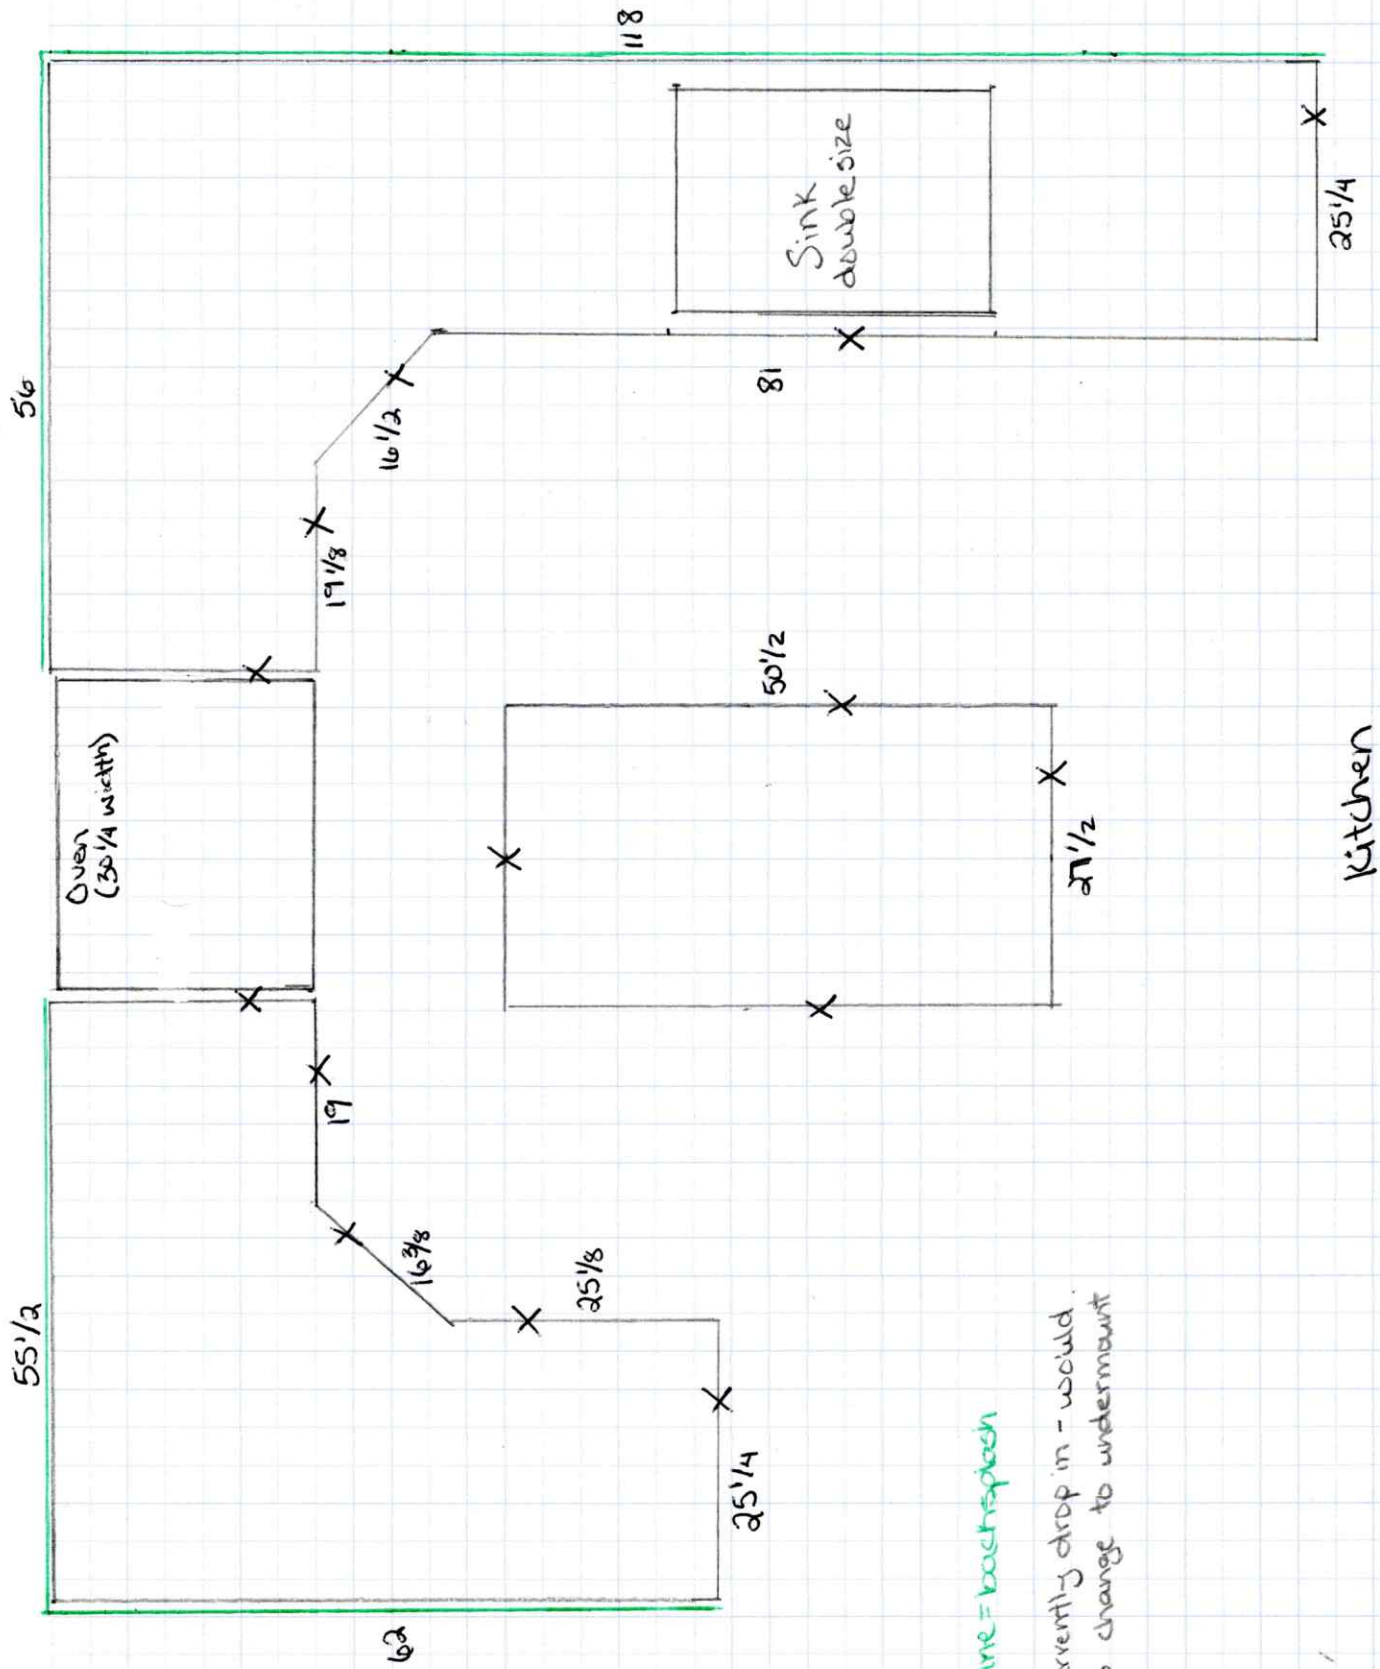 55 1/2
56
Oven
(30 1/4 width)
118
62
19
16 3/8
25 1/8
25 1/4
19 1/8
16 1/2
81
Sink
double size
25 1/4
50 1/2
27 1/2
= backsplash
drop in - would
change to undermount
Kitchen